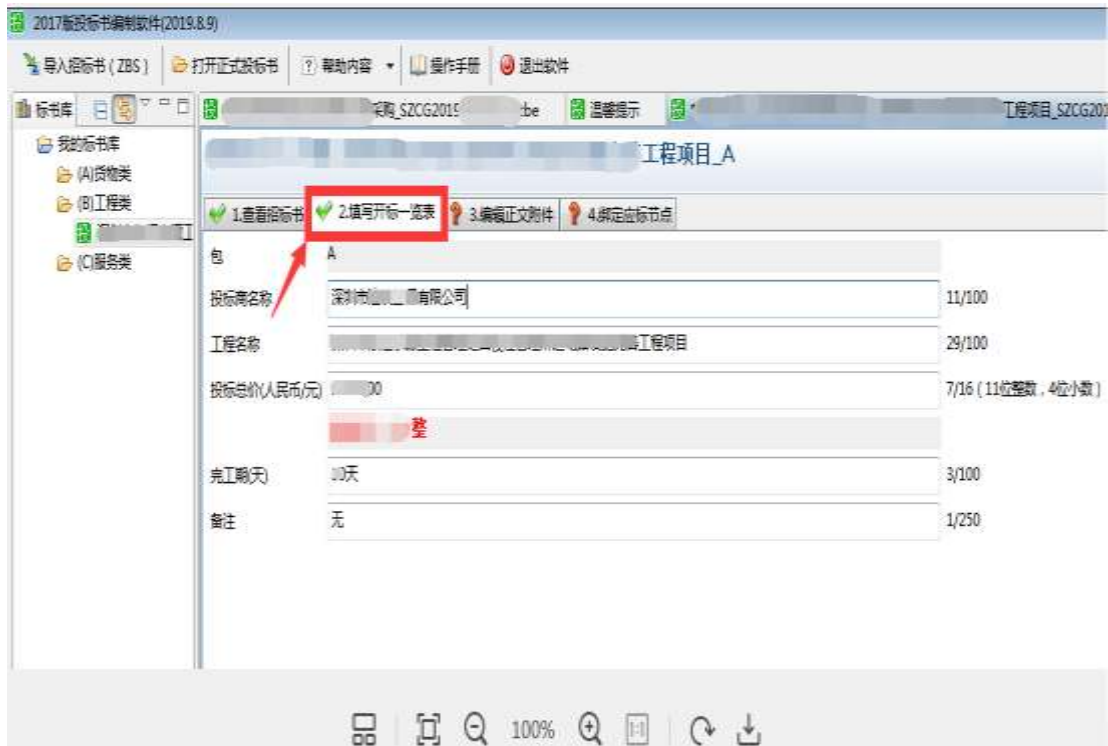 2017版投标书编制软件(2019.8.9)
导入招标书(ZBS) 打开正式投标书 帮助内容 操作手册 退出软件
标书库 采购_SZCG2019 :be 温馨提示 工程项目_SZCG201
我的标书库
(A)货物类
(B)工程类
(C)服务类
工程项目_A
1.查看招标书 2.填写开标一览表 3.编辑正文附件 4.绑定应标节点
包 A
投标商名称 深圳市 有限公司 11/100
工程名称 工程项目 29/100
投标总价(人民币/元) 00 7/16(11位整数,4位小数)
整
完工期(天) 0天 3/100
备注 无 1/250
100%